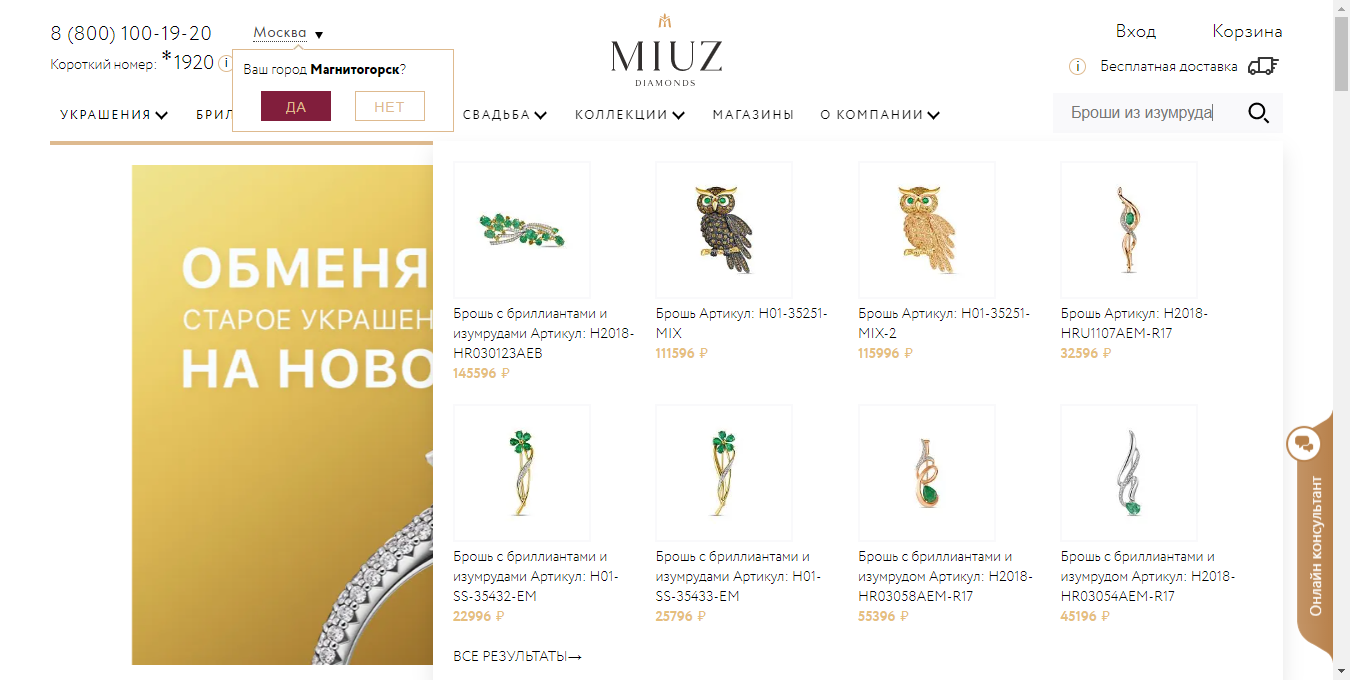 8 (800) 100-19-20
Москва ▼
Короткий номер: *1920 i
Ваш город Магнитогорск?
ДА
НЕТ
MIUZ
DIAMONDS
Вход
Корзина
i Бесплатная доставка
УКРАШЕНИЯ
БРИЛ
СВАДЬБА
КОЛЛЕКЦИИ
МАГАЗИНЫ
О КОМПАНИИ
Броши из изумруда
ОБМЕНЯ
СТАРОЕ УКРАШЕН
НА НОВО
Брошь с бриллиантами и
изумрудами Артикул: H2018-
HR030123AEB
145596 ₽
Брошь Артикул: H01-35251-
MIX
111596 ₽
Брошь Артикул: H01-35251-
MIX-2
115996 ₽
Брошь Артикул: H2018-
HRU1107AEM-R17
32596 ₽
Брошь с бриллиантами и
изумрудами Артикул: H01-
SS-35432-EM
22996 ₽
Брошь с бриллиантами и
изумрудами Артикул: H01-
SS-35433-EM
25796 ₽
Брошь с бриллиантами и
изумрудом Артикул: H2018-
HR03058AEM-R17
55396 ₽
Брошь с бриллиантами и
изумрудом Артикул: H2018-
HR03054AEM-R17
45196 ₽
ВСЕ РЕЗУЛЬТАТЫ→
Онлайн консультант